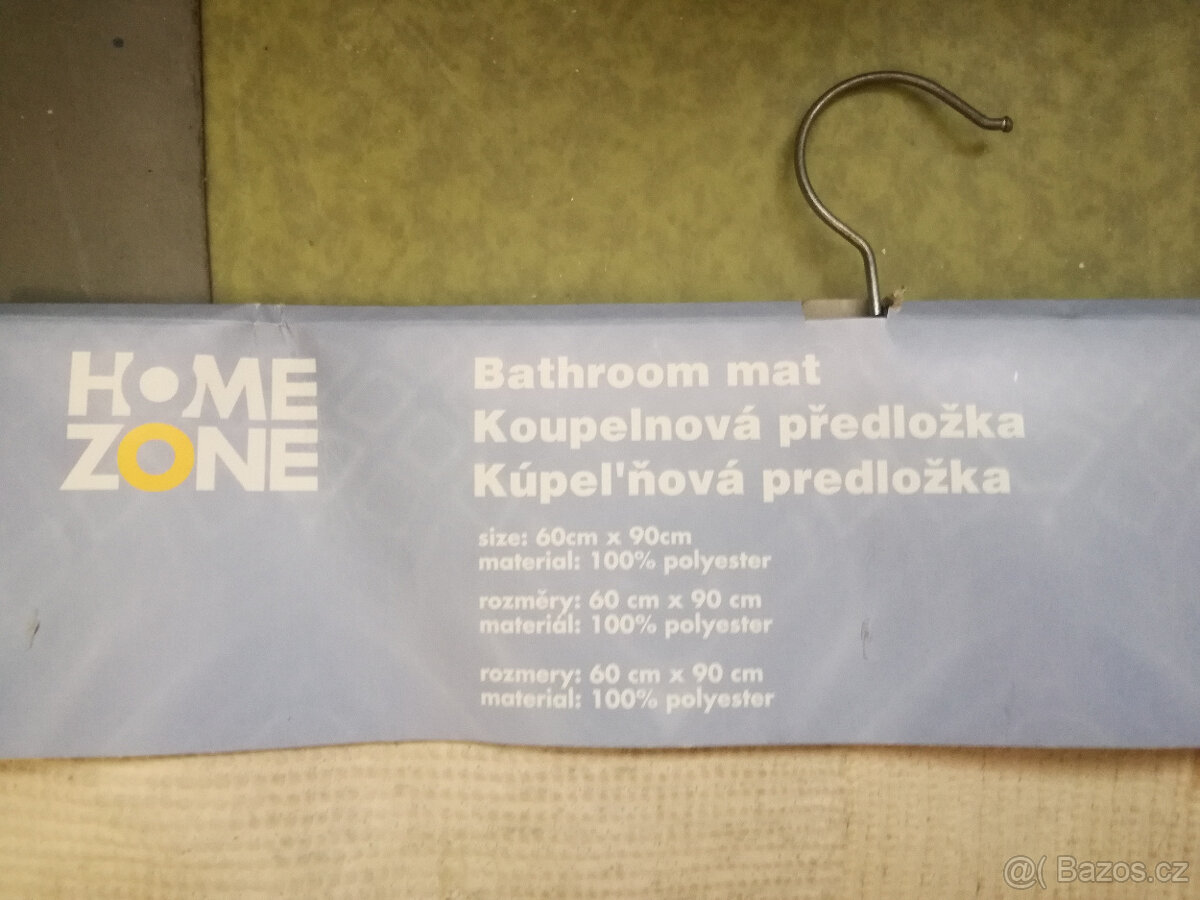 HOME
ZONE
Bathroom mat
Koupelnová předložka
Kúpel'ňová predložka
size: 60cm x 90cm
material: 100% polyester
rozměry: 60 cm x 90 cm
materiál: 100% polyester
rozmery: 60 cm x 90 cm
material: 100% polyester
@( Bazos.cz